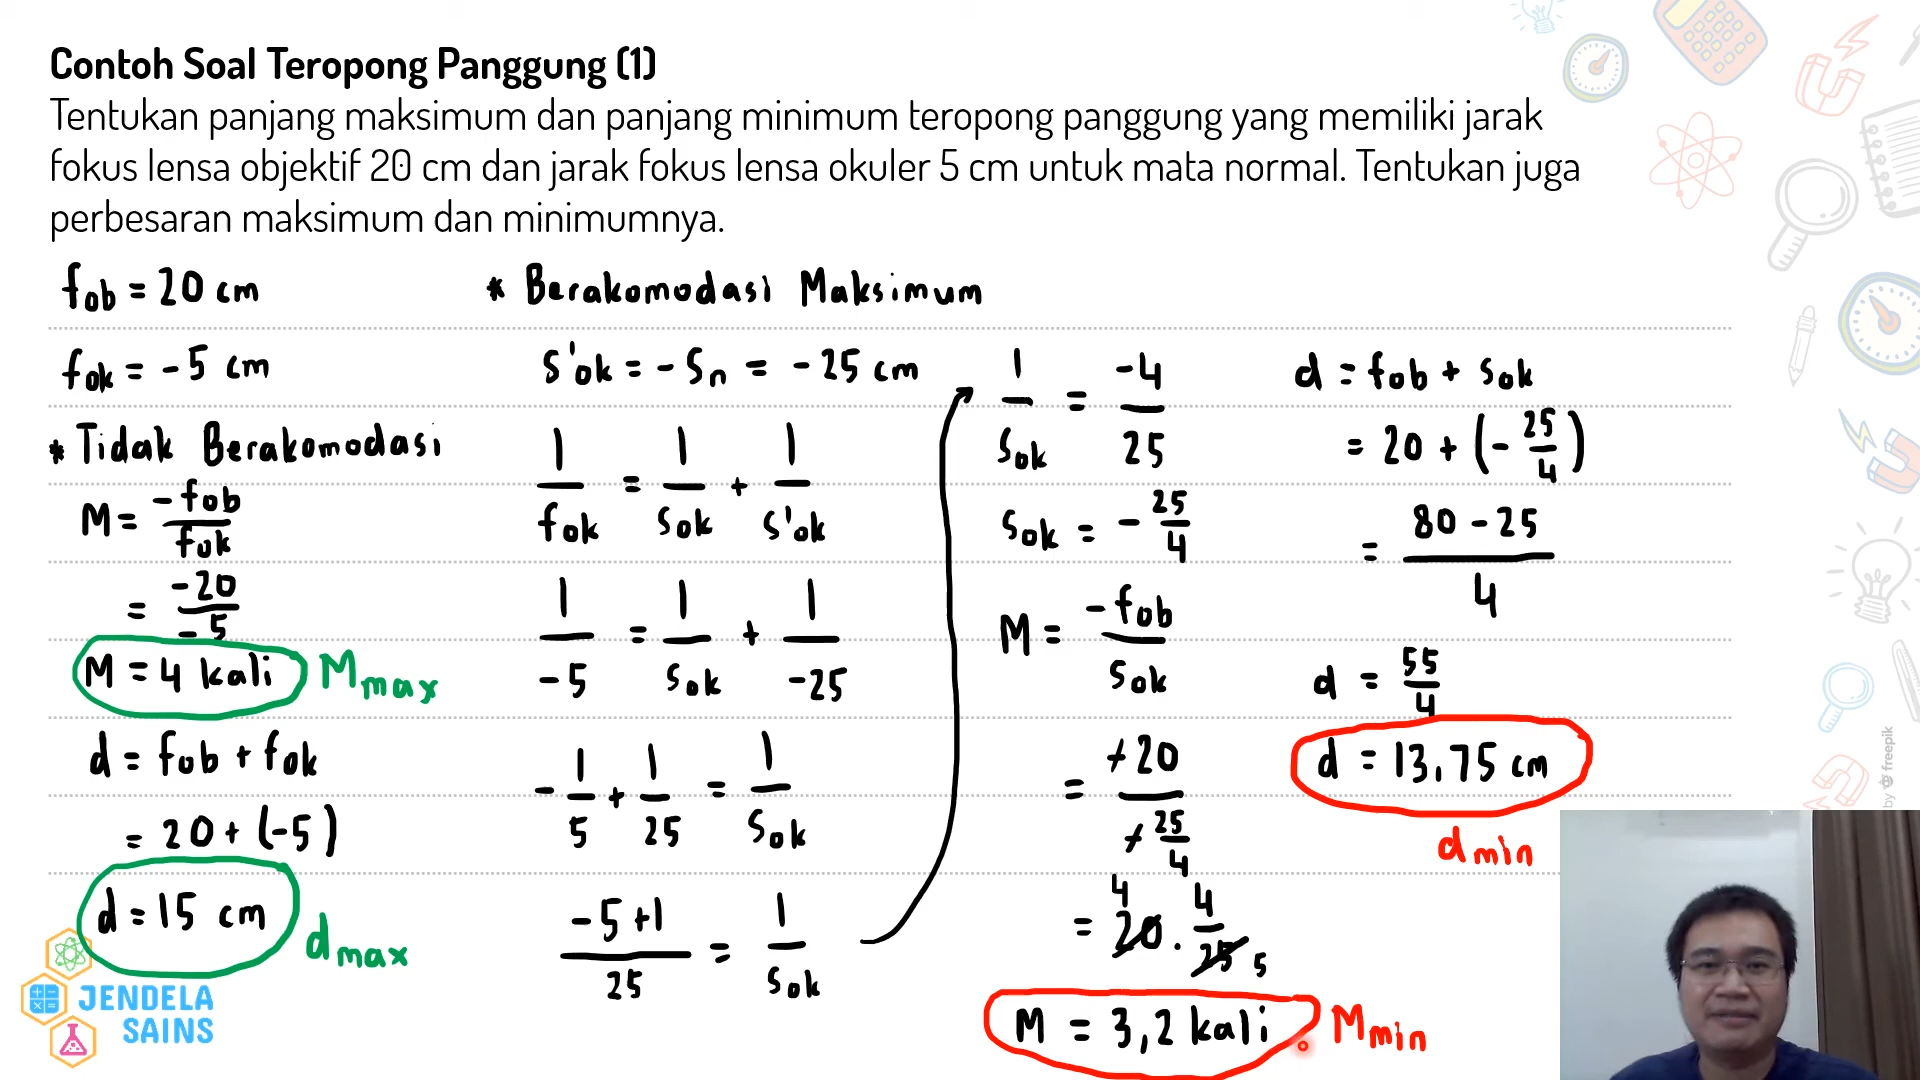 Contoh Soal Teropong Panggung (1)
Tentukan panjang maksimum dan panjang minimum teropong panggung yang memiliki jarak
fokus lensa objektif 20 cm dan jarak fokus lensa okuler 5 cm untuk mata normal. Tentukan juga
perbesaran maksimum dan minimumnya.
fob = 20 cm
fok = -5 cm
* Tidak Berakomodasi
M = -fob/fok
= -20/-5
M = 4 kali Mmax
d = fob + fok
= 20 + (-5)
d = 15 cm dmax
* Berakomodasi Maksimum
s'ok = -Sn = -25 cm
1/fok = 1/sok + 1/s'ok
1/-5 = 1/sok + 1/-25
-1/5 + 1/25 = 1/sok
-5+1/25 = 1/sok
1/sok = -4/25
sok = -25/4
M = -fob/sok
= +20/+25/4
= 20 4 . 4/25 5
M = 3,2 kali Mmin
d = fob + sok
= 20 + (-25/4)
= 80 - 25/4
d = 55/4
d = 13,75 cm
dmin
JENDELA
SAINS
by freepik